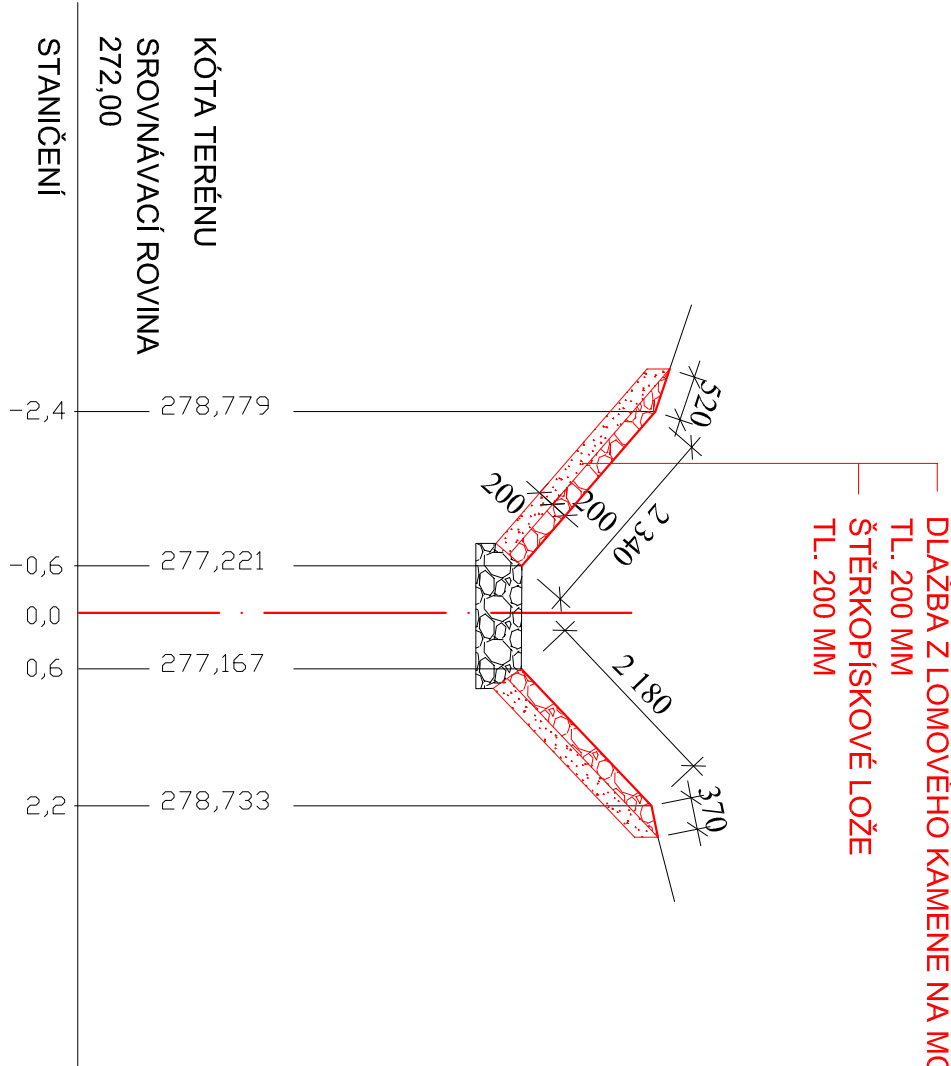 DLAŽBA Z LOMOVÉHO KAMENE NA
TL. 200 MM
ŠTĚRKOPÍSKOVÉ LOŽE
TL. 200 MM
520
2 340
200
200
2 180
370
KÓTA TERÉNU
278,779
277,221
277,167
278,733
SROVNÁVACÍ ROVINA
272,00
STANIČENÍ
-2,4
-0,6
0,0
0,6
2,2